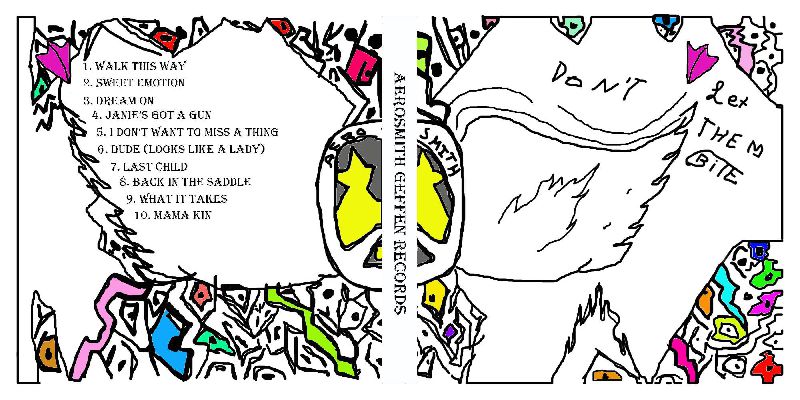 1. WALK THIS WAY
2. SWEET EMOTION
3. DREAM ON
4. JANIE'S GOT A GUN
5. I DON'T WANT TO MISS A THING
6. DUDE (LOOKS LIKE A LADY)
7. LAST CHILD
8. BACK IN THE SADDLE
9. WHAT IT TAKES
10. MAMA KIN
AERO
AEROSMITH GEFFEN RECORDS
SMITH
DON'T
Let
THEM
BITE